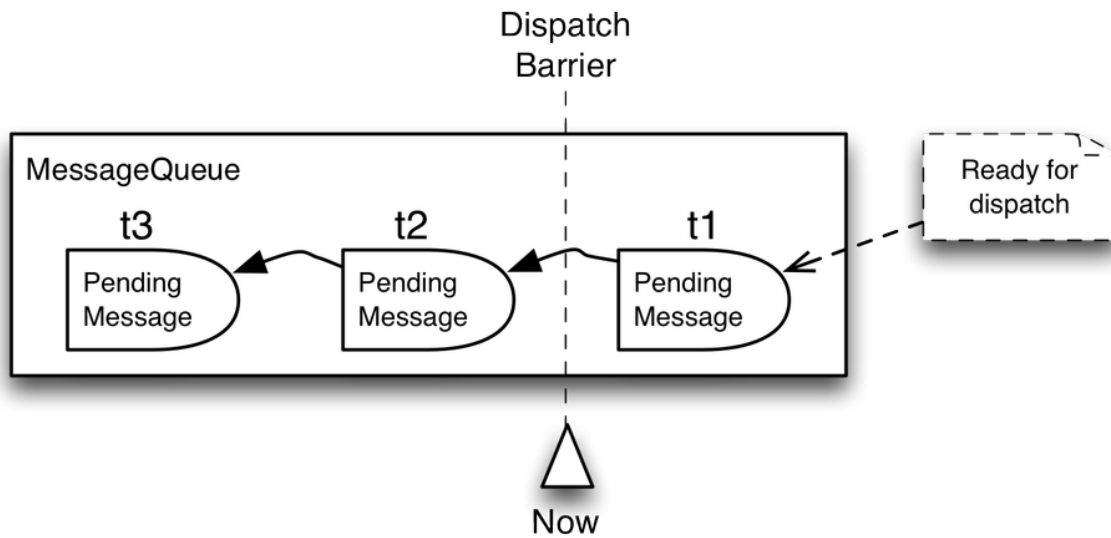 Dispatch
Barrier
MessageQueue
Ready for
dispatch
t3
t2
t1
Pending
Message
Pending
Message
Pending
Message
Now